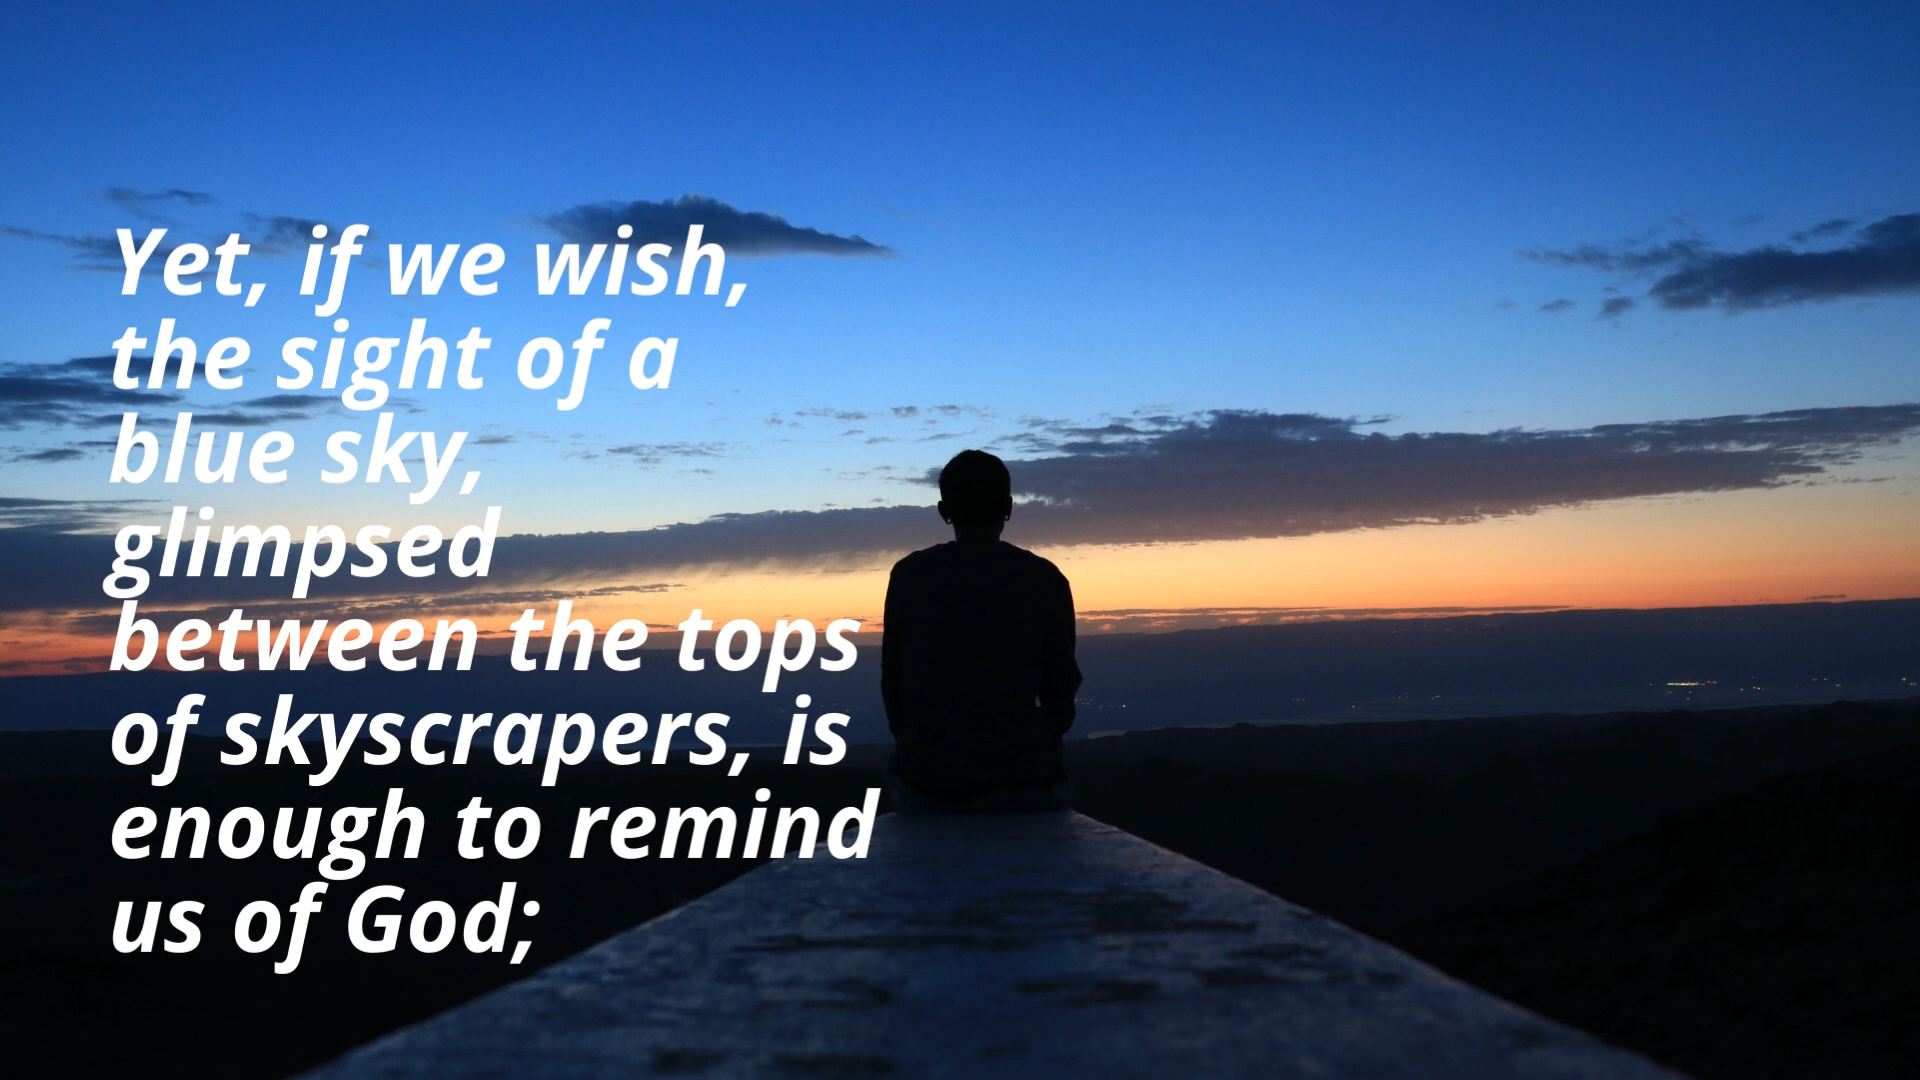 Yet, if we wish,
the sight of a
blue sky,
glimpsed
between the tops
of skyscrapers, is
enough to remind
us of God;